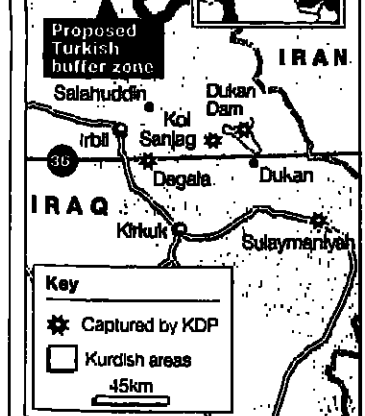 Proposed
Turkish
buffer zone
IRAN
Salahuddin
Dukan
Dam
Koi
Sanjag
Irbil
36
Degala
Dukan
IRAQ
Kirkuk
Sulaymaniyah
Key
Captured by KDP
Kurdish areas
45km